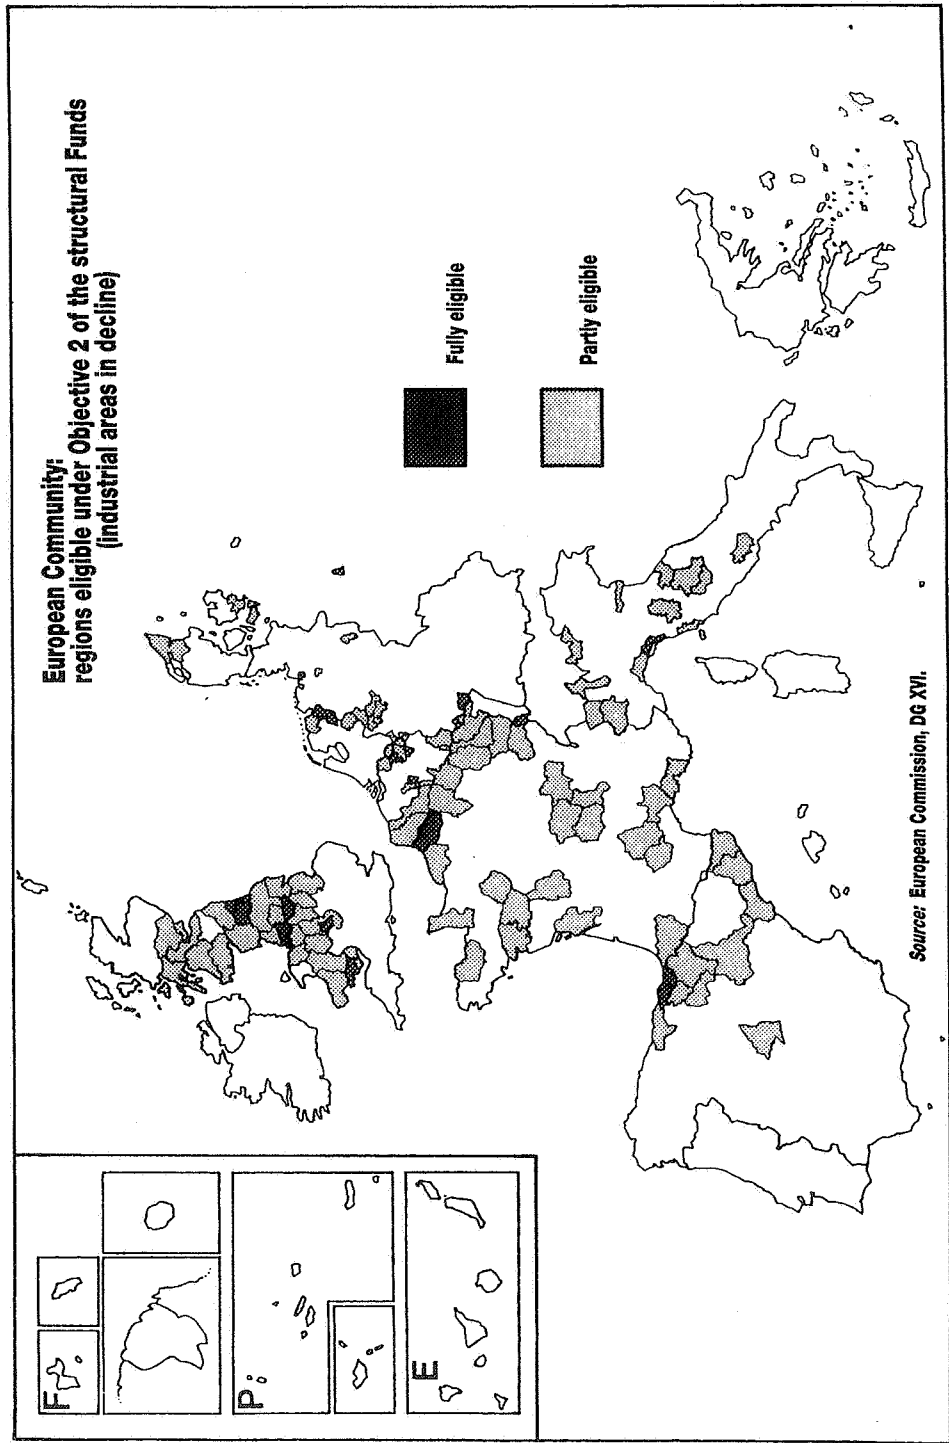 European Community:
regions eligible under Objective 2 of the structural Funds
(industrial areas in decline)
Fully eligible
Partly eligible
F
P
E
Source: European Commission, DG XVI.